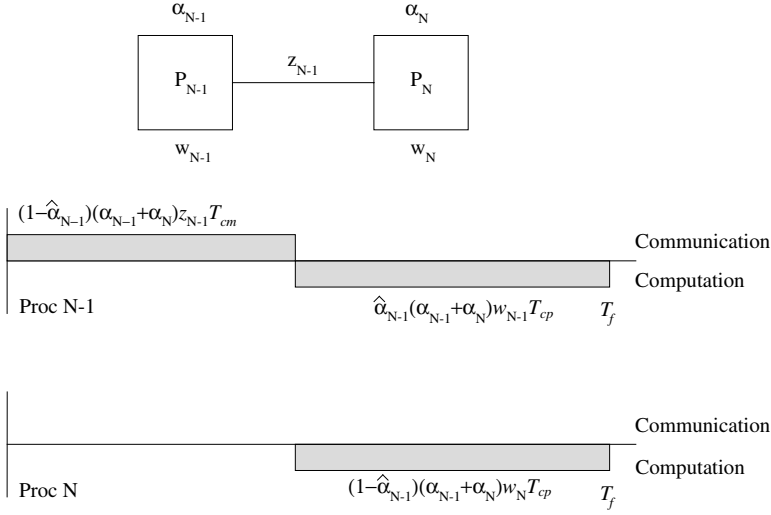 α_{N-1} α_N
z_{N-1}
P_{N-1} P_N
w_{N-1} w_N
(1−α̂_{N−1})(α_{N−1}+α_N)z_{N-1}T_{cm}
Communication
Computation
Proc N-1 α̂_{N-1}(α_{N-1}+α_N)w_{N-1}T_{cp} T_f
Communication
Computation
Proc N (1−α̂_{N-1})(α_{N-1}+α_N)w_N T_{cp} T_f